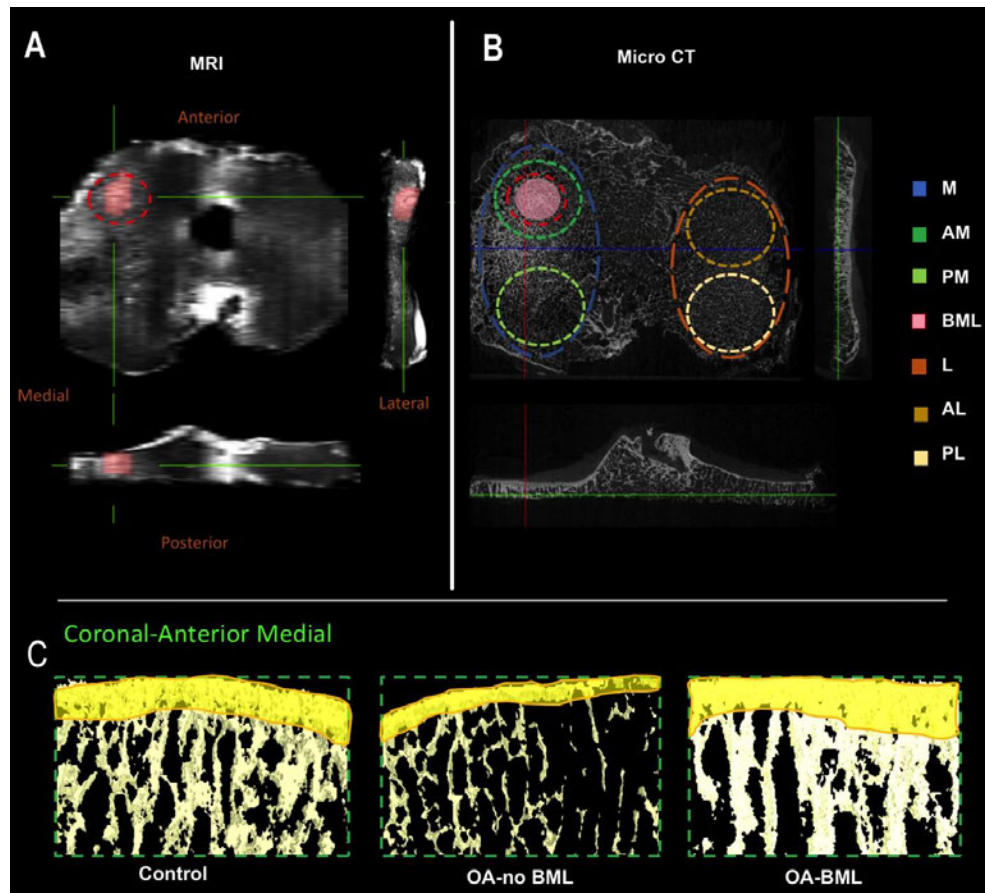 A
MRI
Anterior
Medial
Lateral
Posterior
B
Micro CT
M
AM
PM
BML
L
AL
PL
Coronal-Anterior Medial
C
Control
OA-no BML
OA-BML